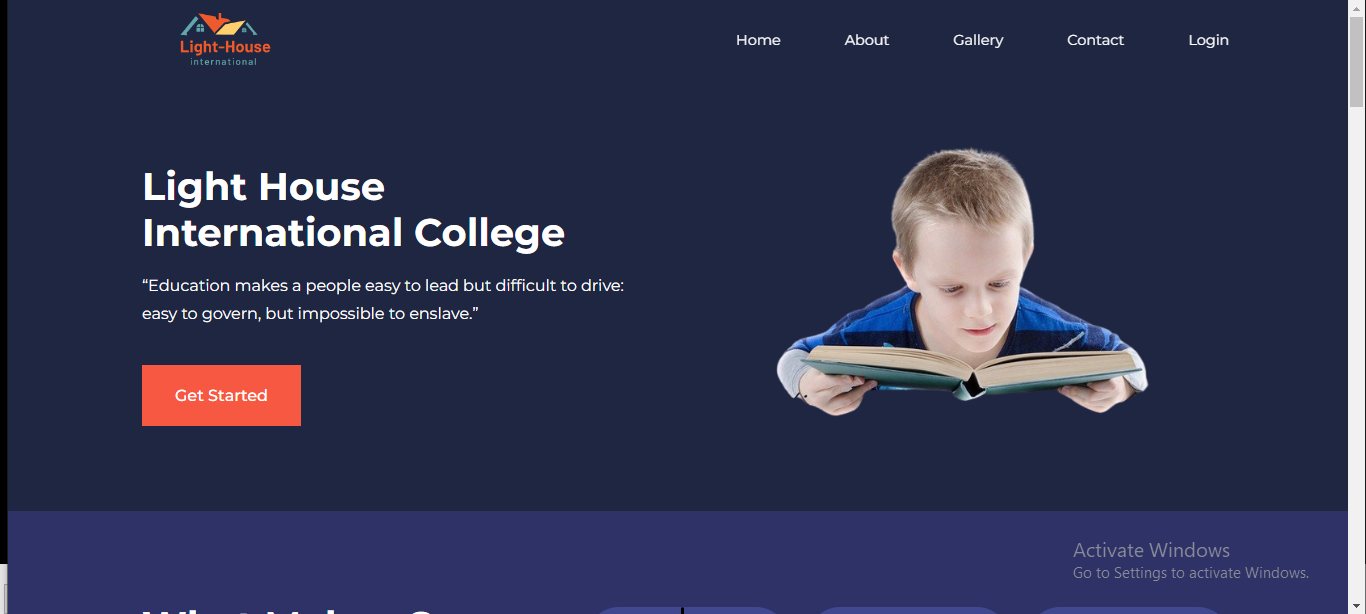 Light-House
international
Home
About
Gallery
Contact
Login
Light House
International College
“Education makes a people easy to lead but difficult to drive:
easy to govern, but impossible to enslave.”
Get Started
Activate Windows
Go to Settings to activate Windows.